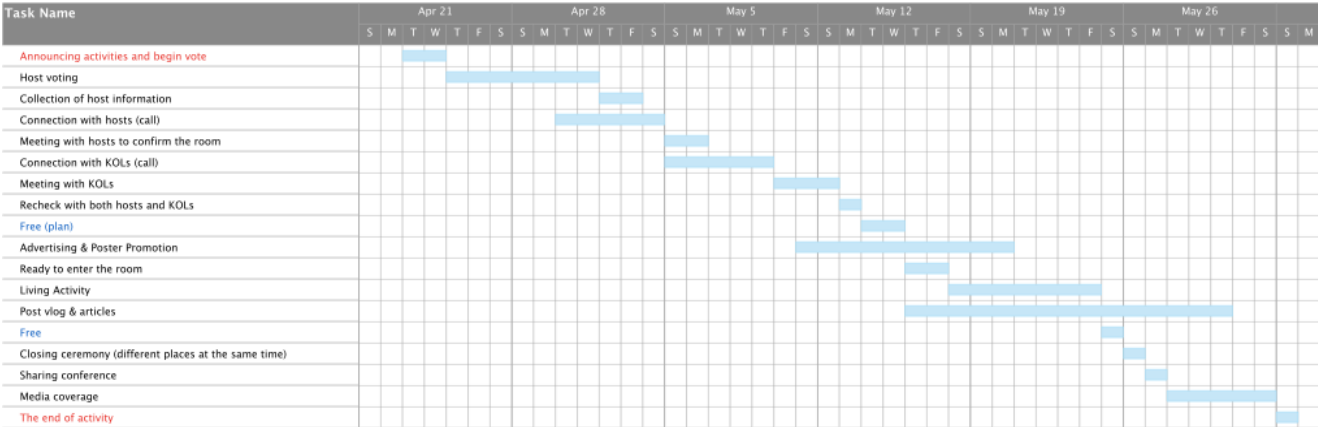 Task Name
Apr 21 Apr 28 May 5 May 12 May 19 May 26
S M T W T F S S M T W T F S S M T W T F S S M T W T F S S M T W T F S S M T W T F S S M
Announcing activities and begin vote
Host voting
Collection of host information
Connection with hosts (call)
Meeting with hosts to confirm the room
Connection with KOLs (call)
Meeting with KOLs
Recheck with both hosts and KOLs
Free (plan)
Advertising & Poster Promotion
Ready to enter the room
Living Activity
Post vlog & articles
Free
Closing ceremony (different places at the same time)
Sharing conference
Media coverage
The end of activity